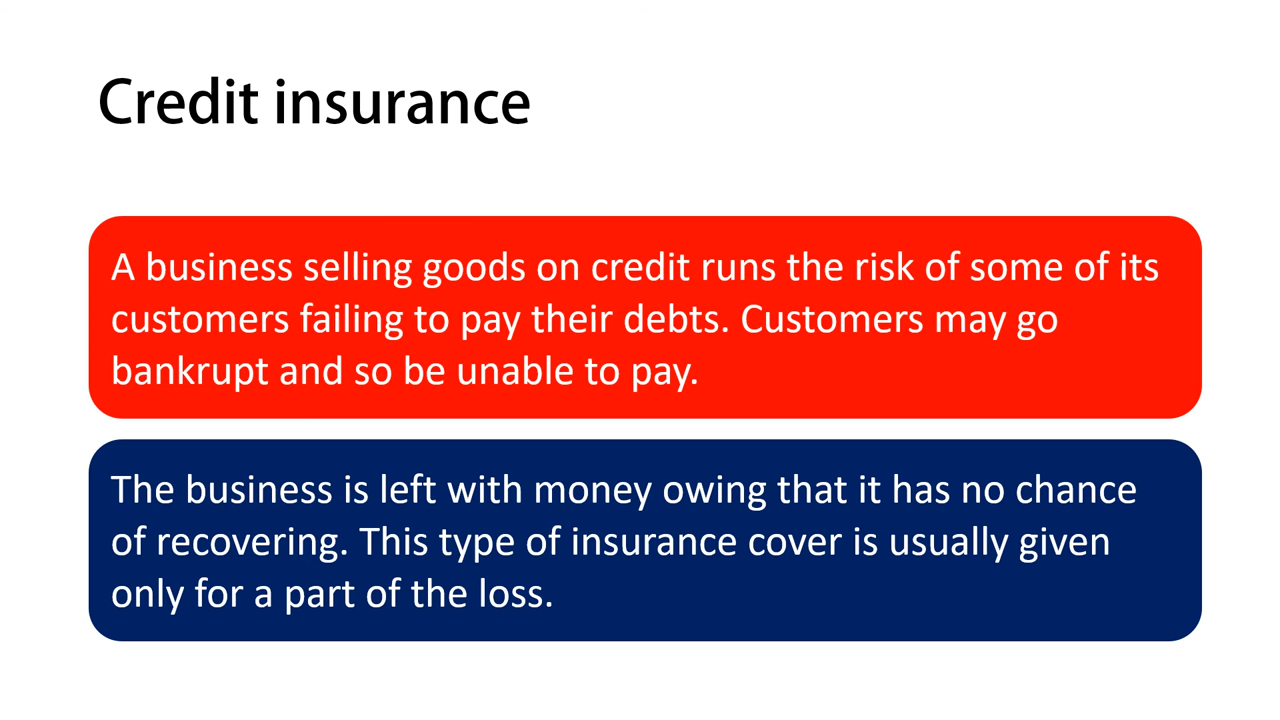 Credit insurance
A business selling goods on credit runs the risk of some of its
customers failing to pay their debts. Customers may go
bankrupt and so be unable to pay.
The business is left with money owing that it has no chance
of recovering. This type of insurance cover is usually given
only for a part of the loss.